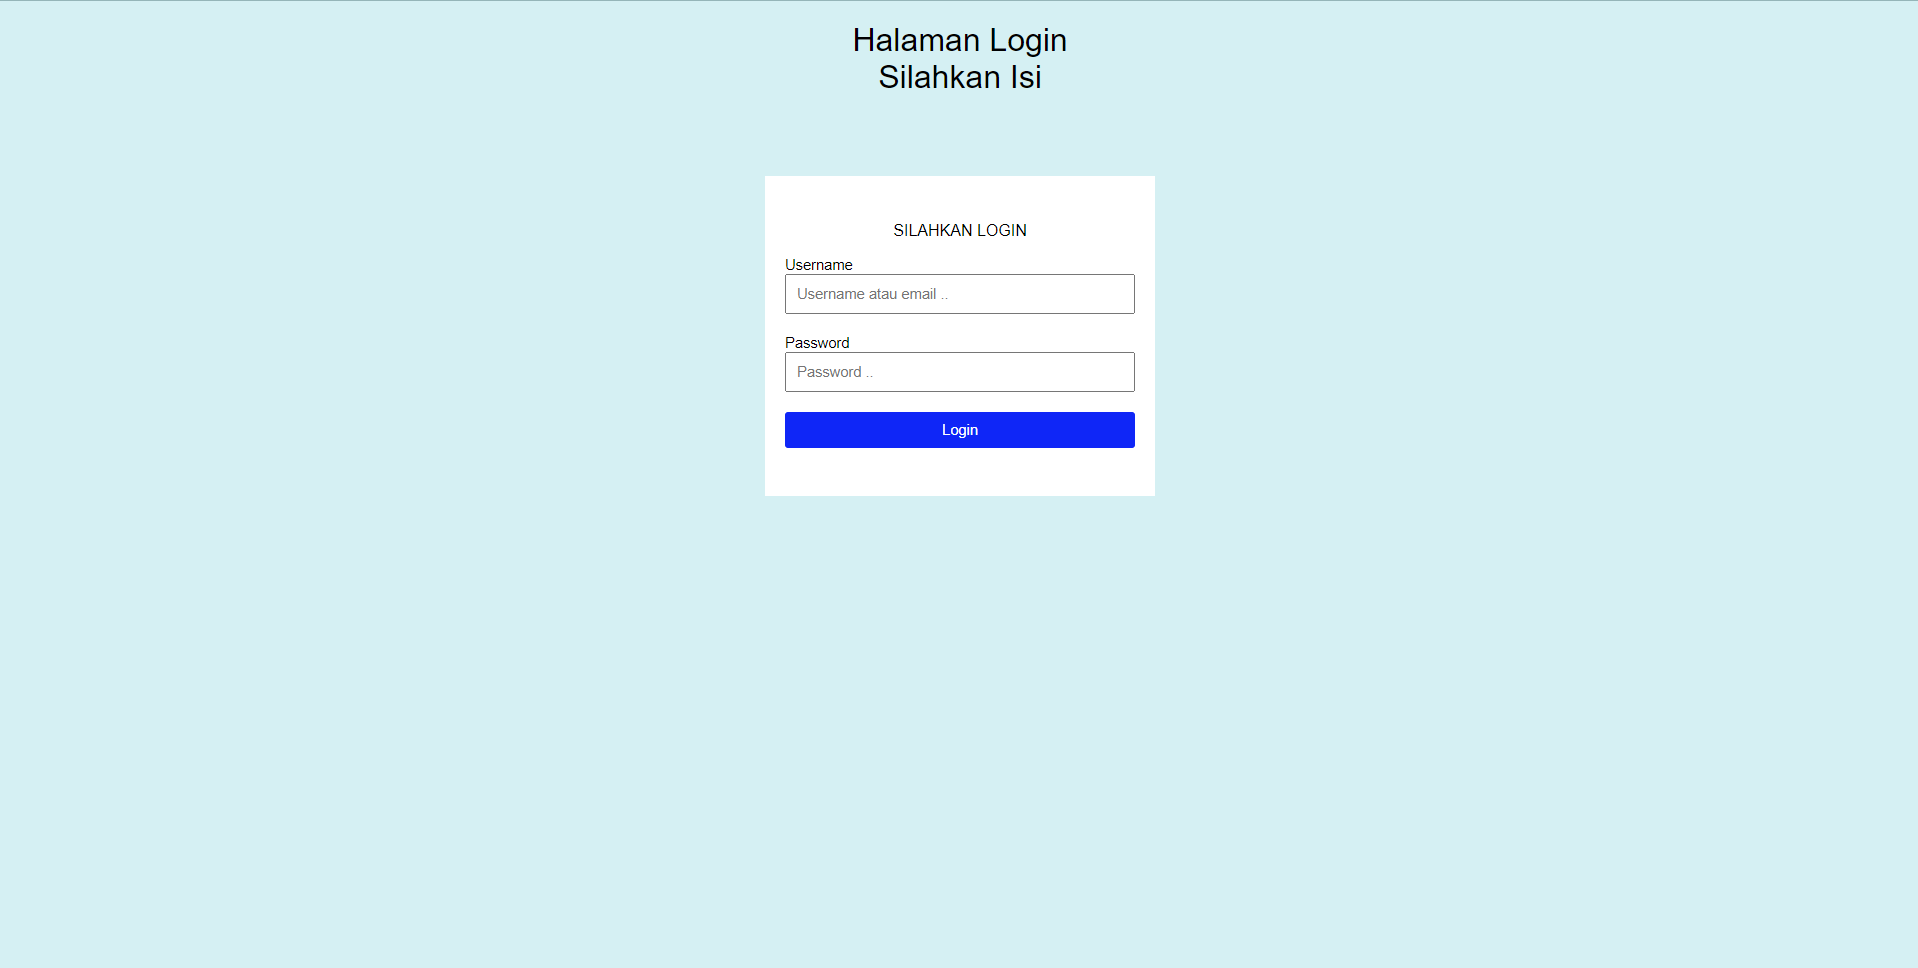 Halaman Login
Silahkan Isi
SILAHKAN LOGIN
Username
Username atau email ..
Password
Password ..
Login